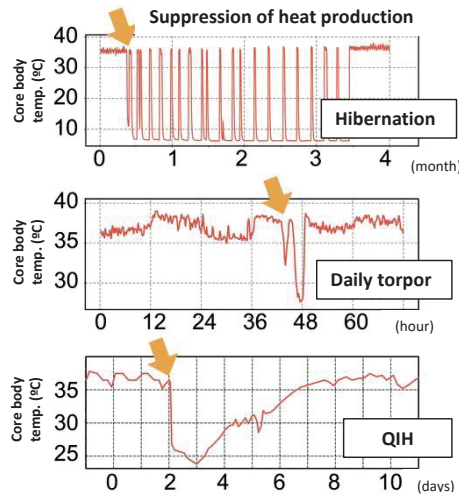 Suppression of heat production
Core body
temp. (ºC)
40
30
20
10
0
1
2
3
4
(month)
Hibernation
Core body
temp. (ºC)
40
35
30
0
12
24
36
48
60
(hour)
Daily torpor
Core body
temp. (ºC)
35
30
25
0
2
4
6
8
10
(days)
QIH